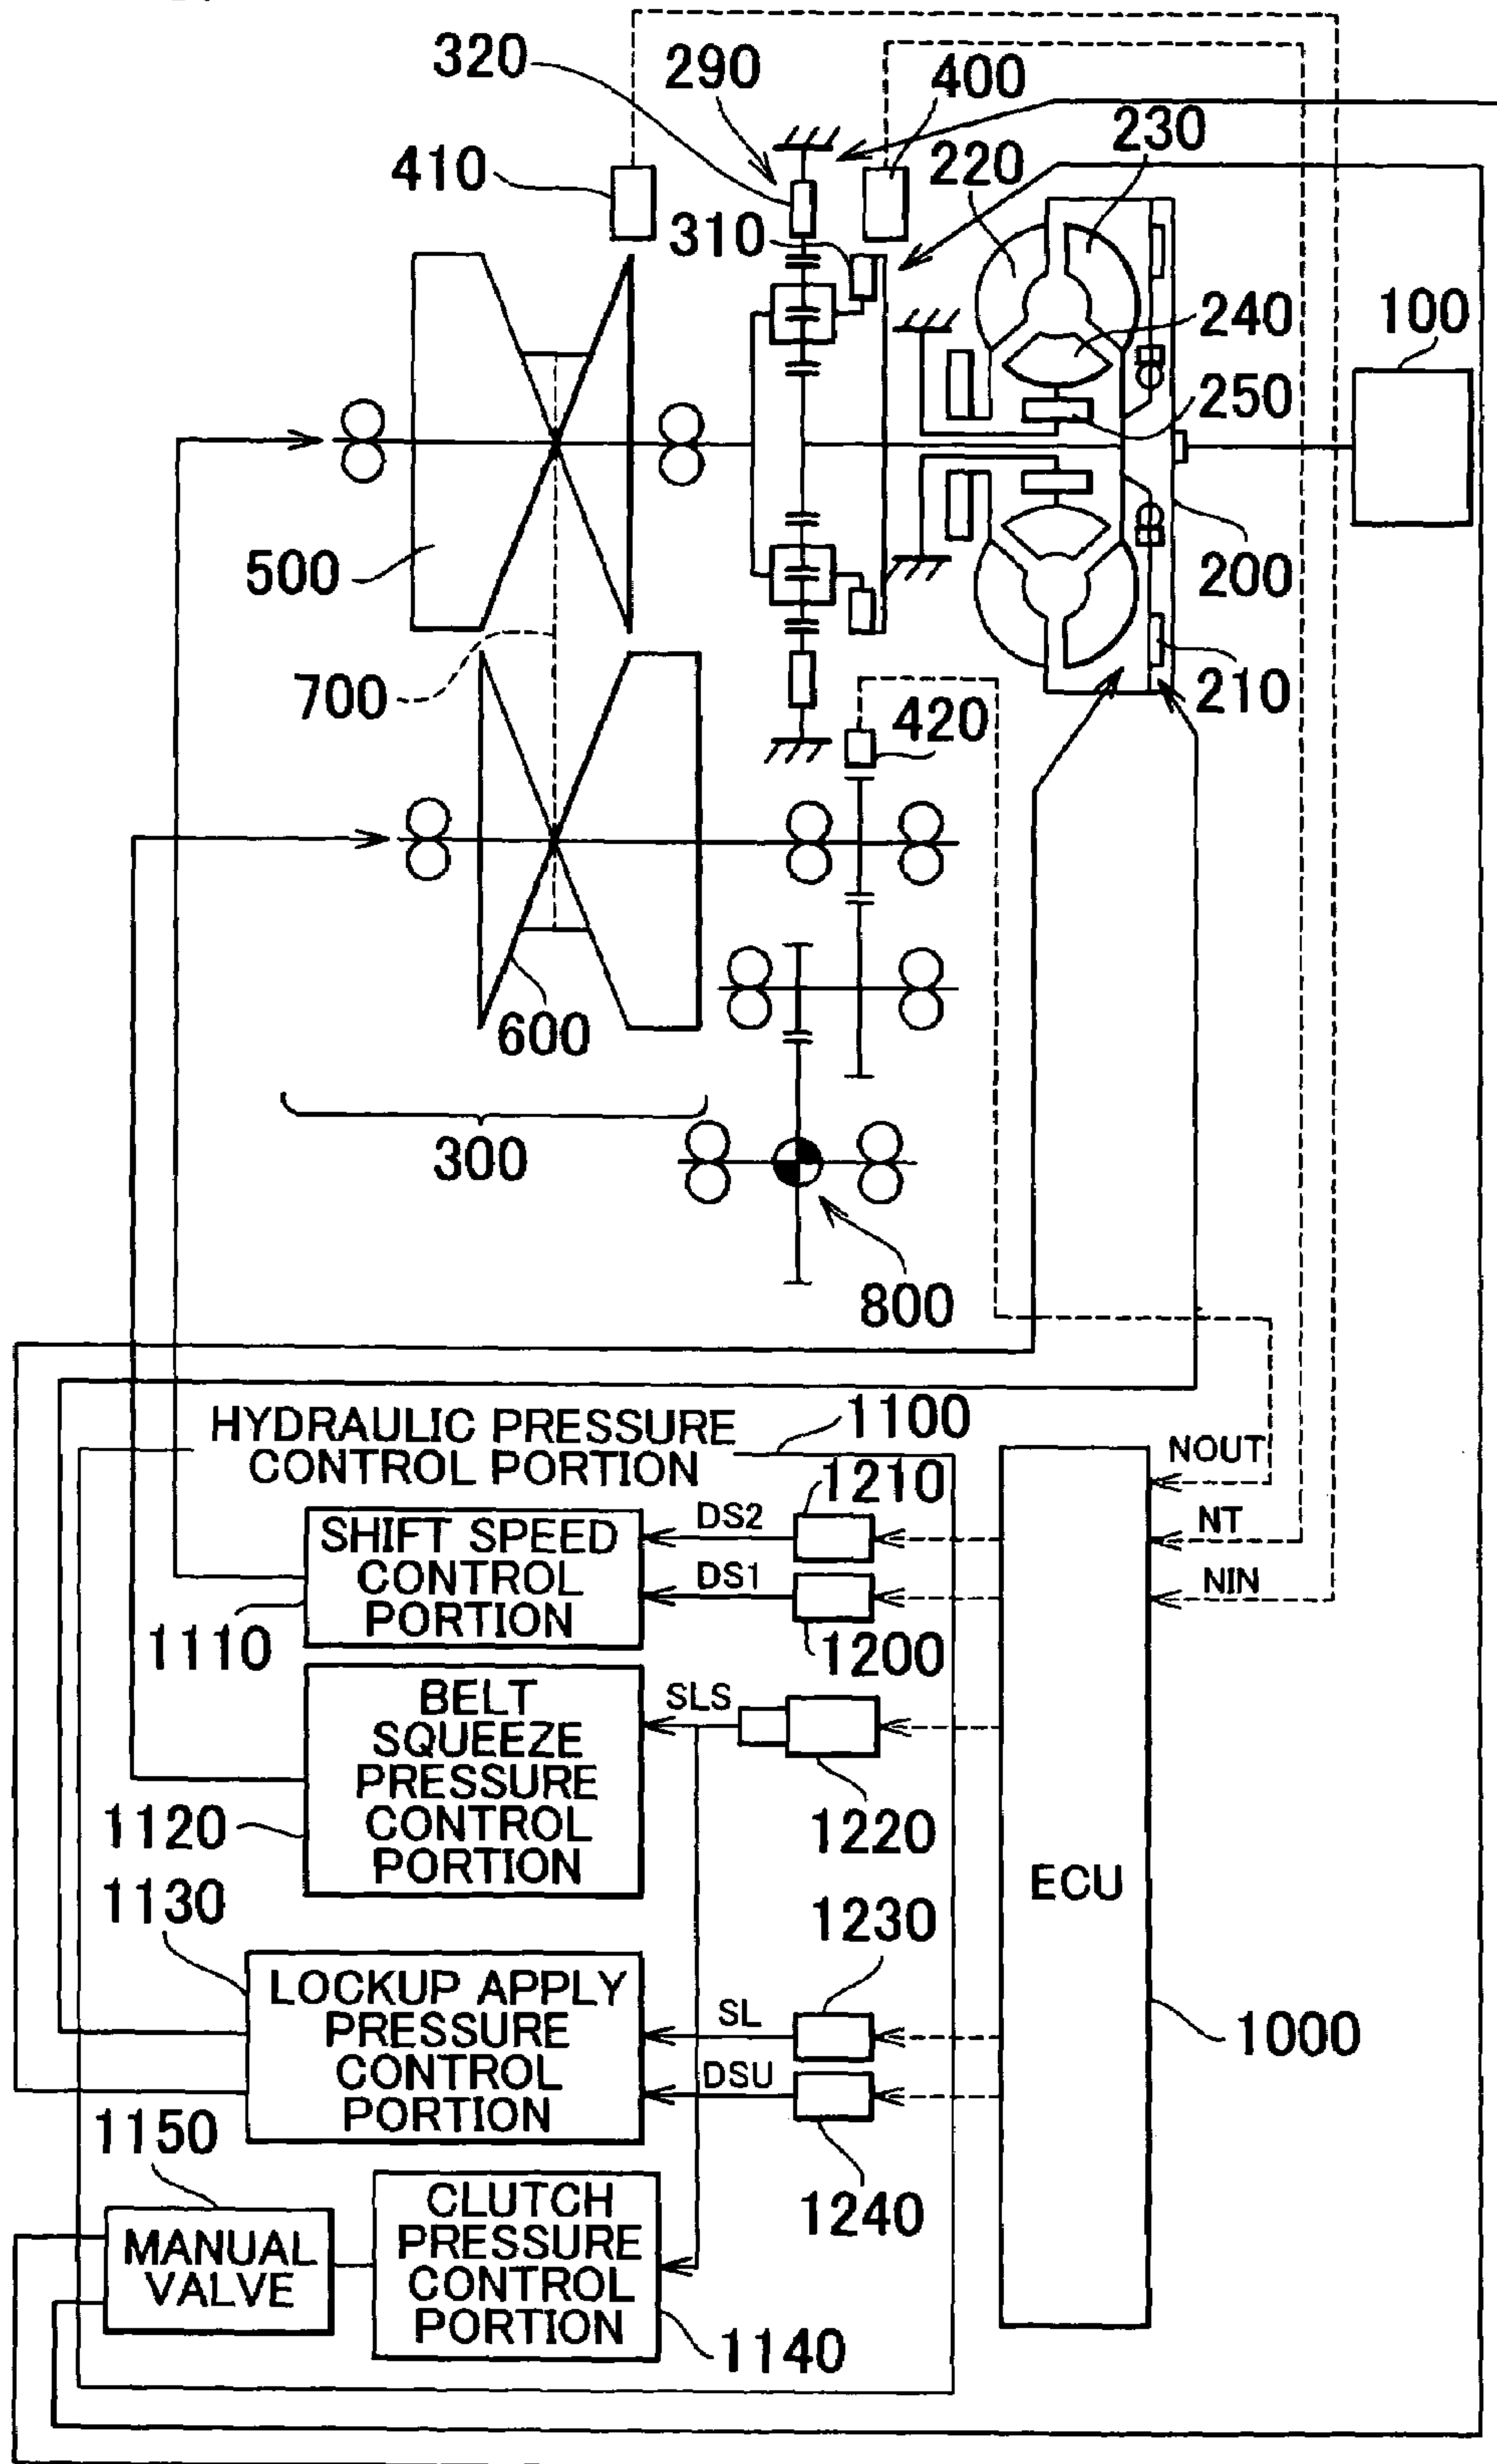 320
290
400
230
410
220
310
240
100
250
500
200
700
210
420
600
300
800
HYDRAULIC PRESSURE
CONTROL PORTION
1100
NOUT
1210
DS2
NT
SHIFT SPEED
CONTROL
PORTION
DS1
NIN
1110
1200
BELT
SQUEEZE
PRESSURE
CONTROL
PORTION
SLS
1120
1220
ECU
1130
1230
LOCKUP APPLY
PRESSURE
CONTROL
PORTION
SL
1000
DSU
1150
1240
CLUTCH
PRESSURE
CONTROL
PORTION
MANUAL
VALVE
1140